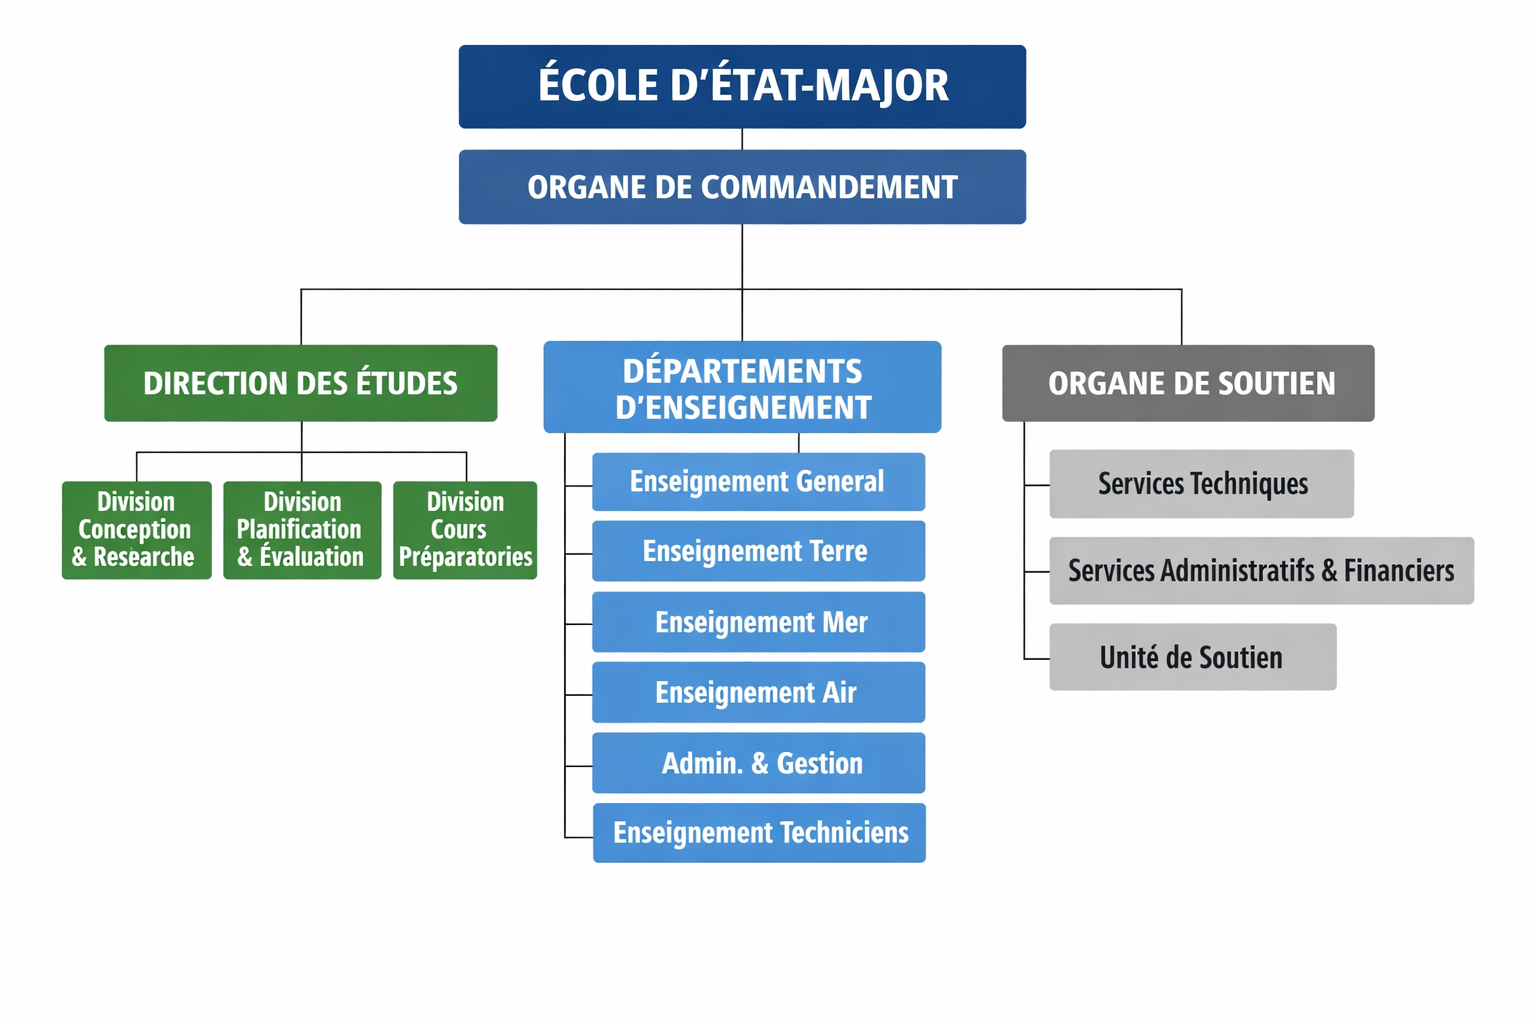 ÉCOLE D'ÉTAT-MAJOR
ORGANE DE COMMANDEMENT
DIRECTION DES ÉTUDES
Division
Conception
& Researche
Division
Planification
& Évaluation
Division
Cours
Préparatories
DÉPARTEMENTS
D'ENSEIGNEMENT
Enseignement General
Enseignement Terre
Enseignement Mer
Enseignement Air
Admin. & Gestion
Enseignement Techniciens
ORGANE DE SOUTIEN
Services Techniques
Services Administratifs & Financiers
Unité de Soutien